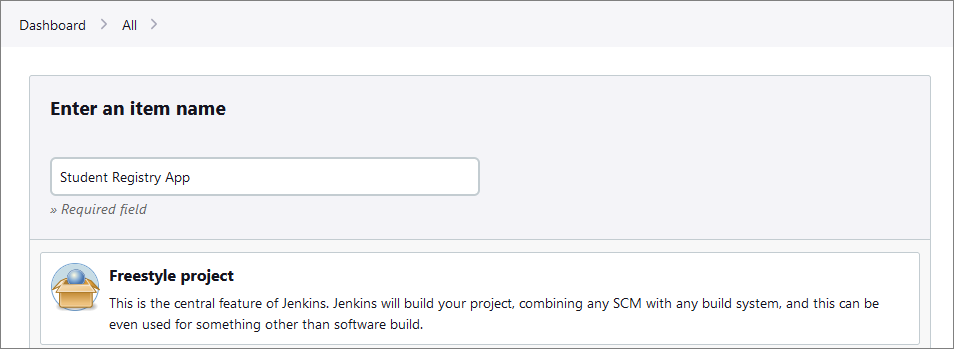 Dashboard > All >
Enter an item name
Student Registry App
» Required field
Freestyle project
This is the central feature of Jenkins. Jenkins will build your project, combining any SCM with any build system, and this can be
even used for something other than software build.